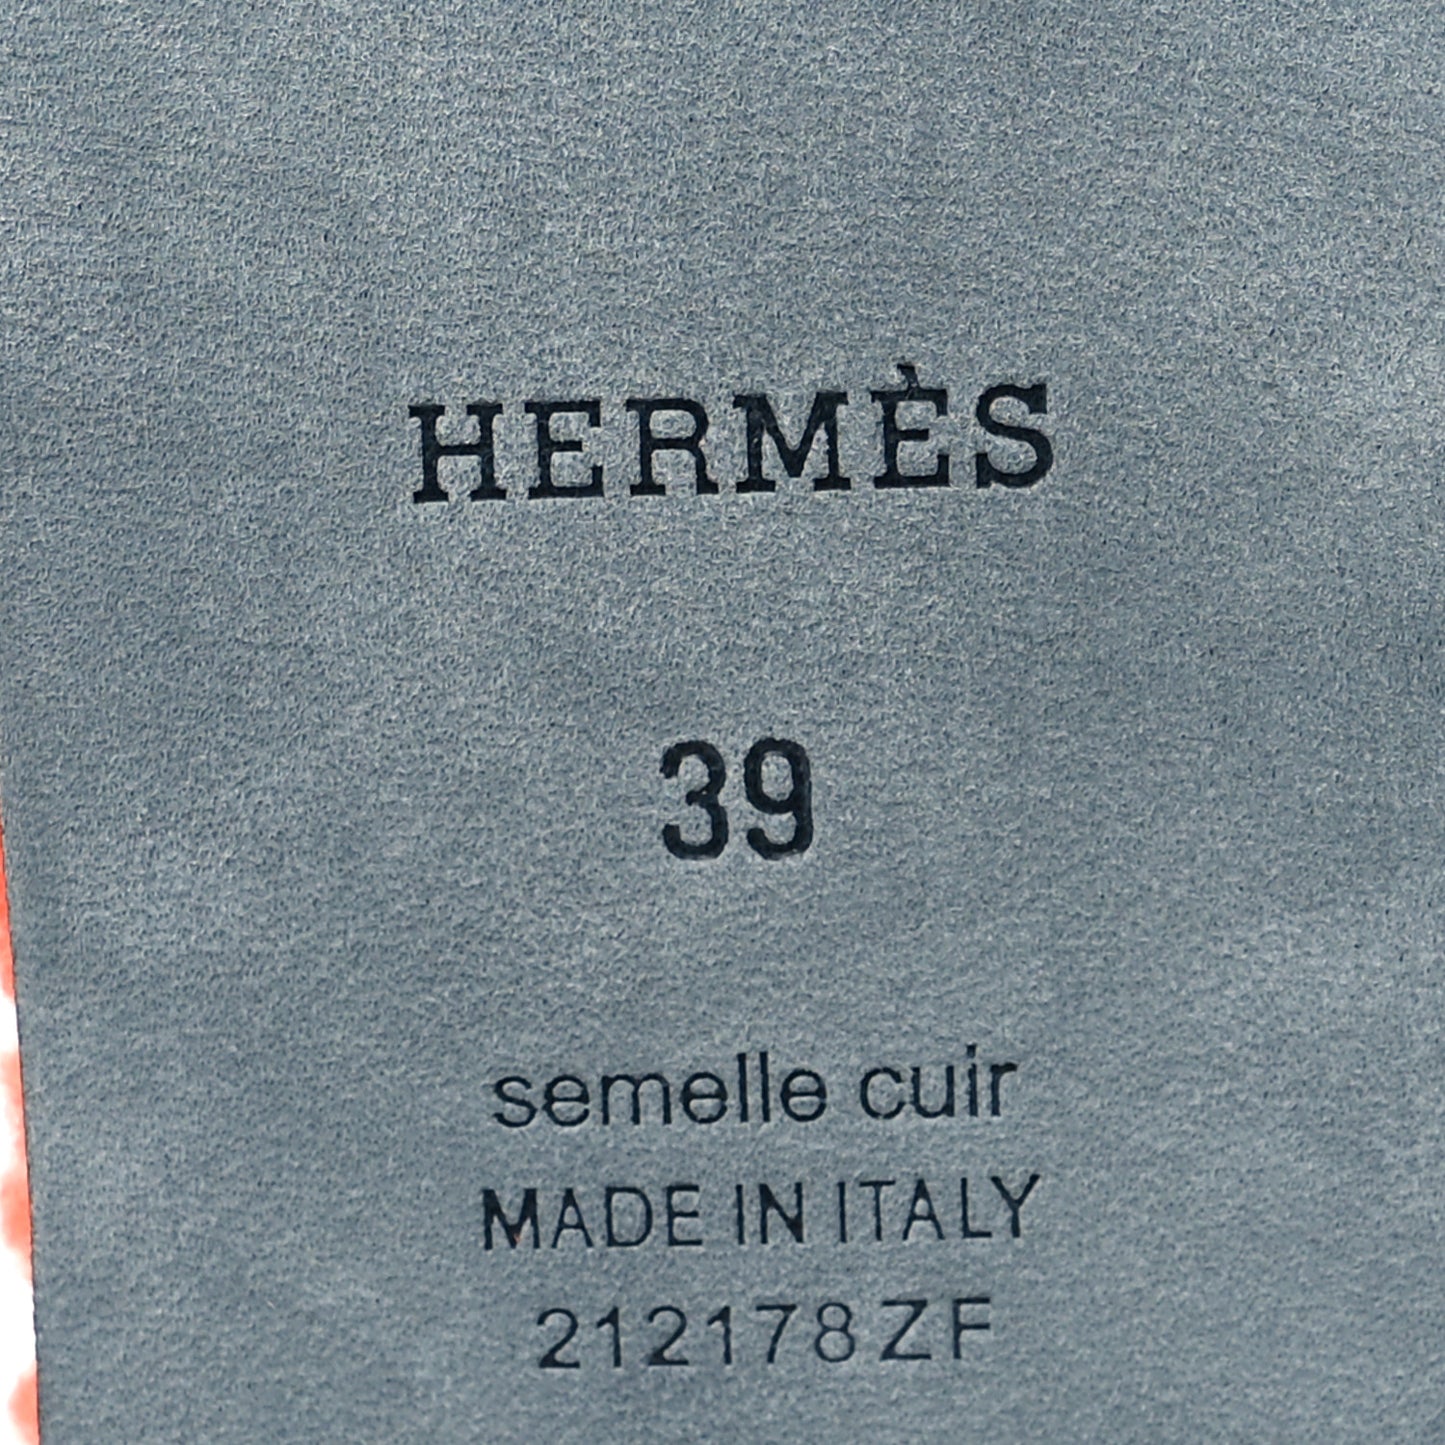 HERMÈS
39
semelle cuir
MADE IN ITALY
212178ZF